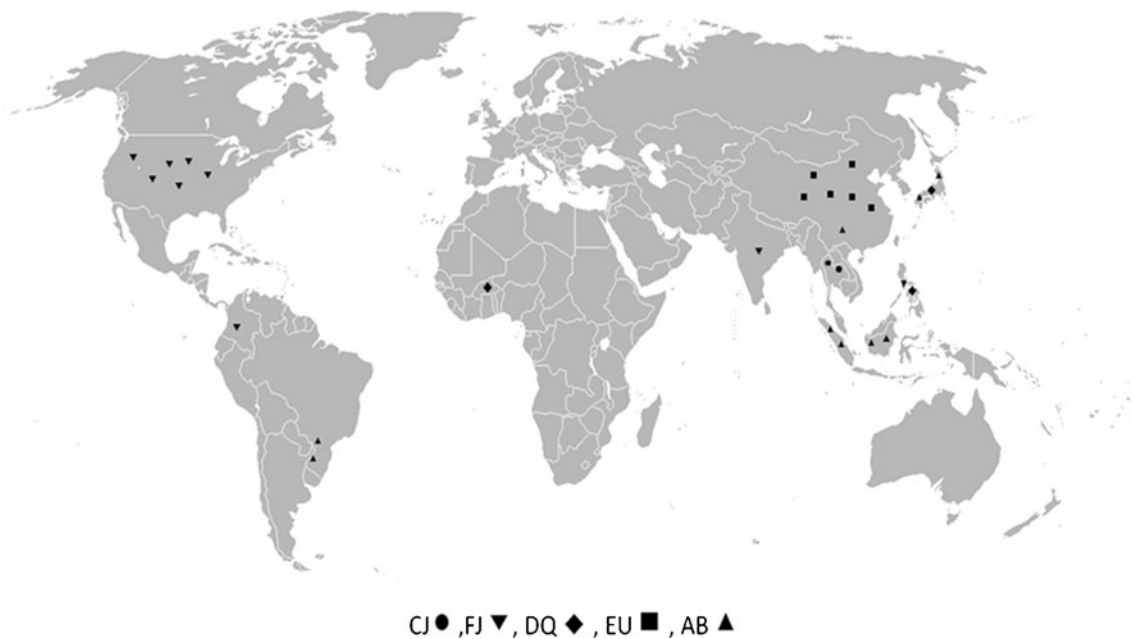 CJ ● ,FJ ▼ , DQ ◆ , EU ■ , AB ▲